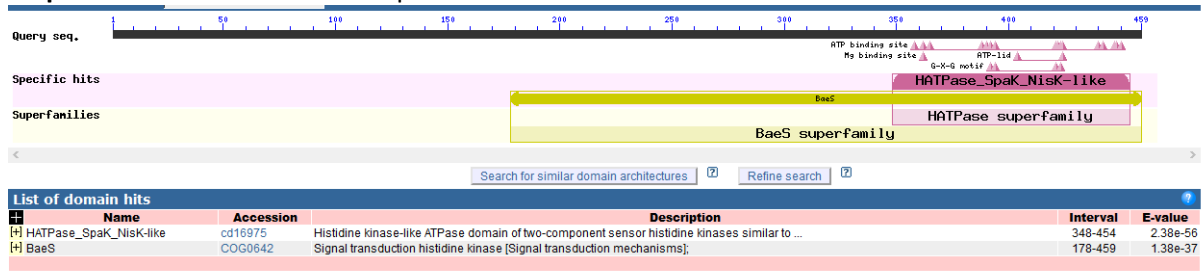 1 50 100 150 200 250 300 350 400 459
Query seq.
ATP binding site
Mg binding site ATP-lid
G-X-G motif
Specific hits
HATPase_SpaK_NisK-like
BaeS
Superfamilies
HATPase superfamily
BaeS superfamily
< >
Search for similar domain architectures ? Refine search ?
List of domain hits ?
+ Name Accession Description Interval E-value
[+] HATPase_SpaK_NisK-like cd16975 Histidine kinase-like ATPase domain of two-component sensor histidine kinases similar to ... 348-454 2.38e-56
[+] BaeS COG0642 Signal transduction histidine kinase [Signal transduction mechanisms]; 178-459 1.38e-37